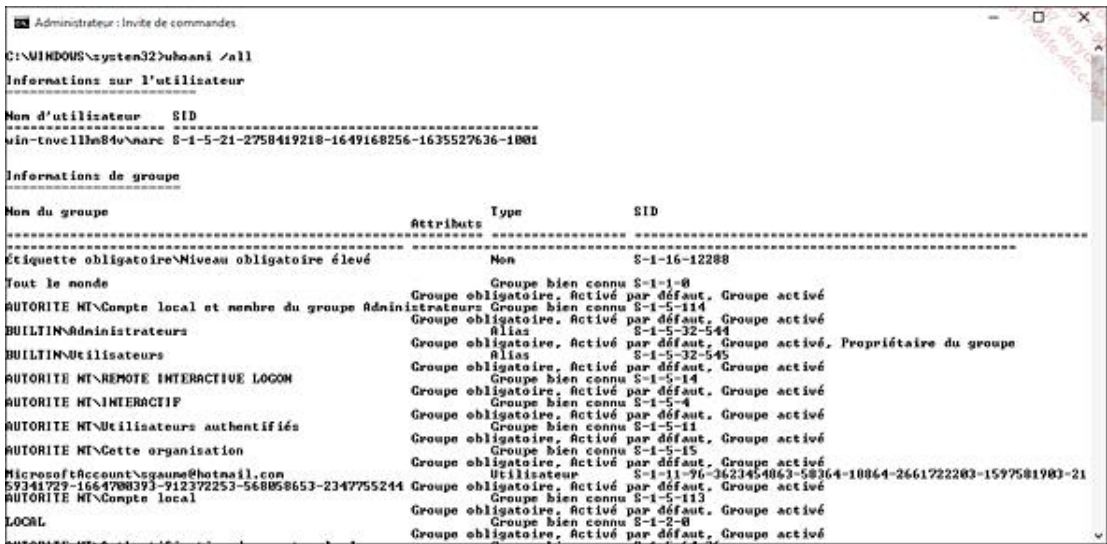 Administrateur : Invite de commandes
C:\WINDOWS\system32>whoami /all
Informations sur l'utilisateur
Nom d'utilisateur SID
win-tnvcllhm84v\marc S-1-5-21-2758419218-1649168256-1635527636-1001
Informations de groupe
Nom du groupe Type SID
Attributs
Étiquette obligatoire\Niveau obligatoire élevé Nom S-1-16-12288
Tout le monde Groupe bien connu S-1-1-0
Groupe obligatoire, Activé par défaut, Groupe activé
AUTORITE NT\Compte local et membre du groupe Administrateurs Groupe bien connu S-1-5-114
Groupe obligatoire, Activé par défaut, Groupe activé
BUILTIN\Administrateurs Alias S-1-5-32-544
Groupe obligatoire, Activé par défaut, Groupe activé, Propriétaire du groupe
BUILTIN\Utilisateurs Alias S-1-5-32-545
Groupe obligatoire, Activé par défaut, Groupe activé
AUTORITE NT\REMOTE INTERACTIVE LOGON Groupe bien connu S-1-5-14
Groupe obligatoire, Activé par défaut, Groupe activé
AUTORITE NT\INTERACTIF Groupe bien connu S-1-5-4
Groupe obligatoire, Activé par défaut, Groupe activé
AUTORITE NT\Utilisateurs authentifiés Groupe bien connu S-1-5-11
Groupe obligatoire, Activé par défaut, Groupe activé
AUTORITE NT\Cette organisation Groupe bien connu S-1-5-15
Groupe obligatoire, Activé par défaut, Groupe activé
MicrosoftAccount\sgaume@hotmail.com Utilisateur S-1-11-96-3623454863-58364-18864-2661722203-1597581903-21
59341729-1664700393-912372253-568058653-2347755244 Groupe obligatoire, Activé par défaut, Groupe activé
AUTORITE NT\Compte local Groupe bien connu S-1-5-113
Groupe obligatoire, Activé par défaut, Groupe activé
LOCAL Groupe bien connu S-1-2-0
Groupe obligatoire, Activé par défaut, Groupe activé